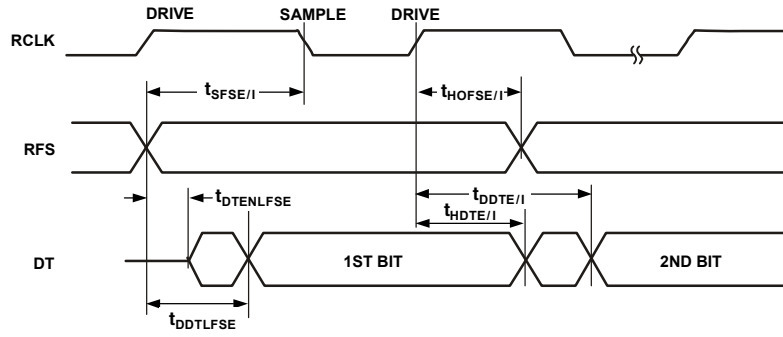 DRIVE SAMPLE DRIVE
RCLK
tSFSE/I
tHOFSE/I
RFS
tDDTE/I
tDTENLFSE
tHDTE/I
DT
1ST BIT
2ND BIT
tDDTLFSE